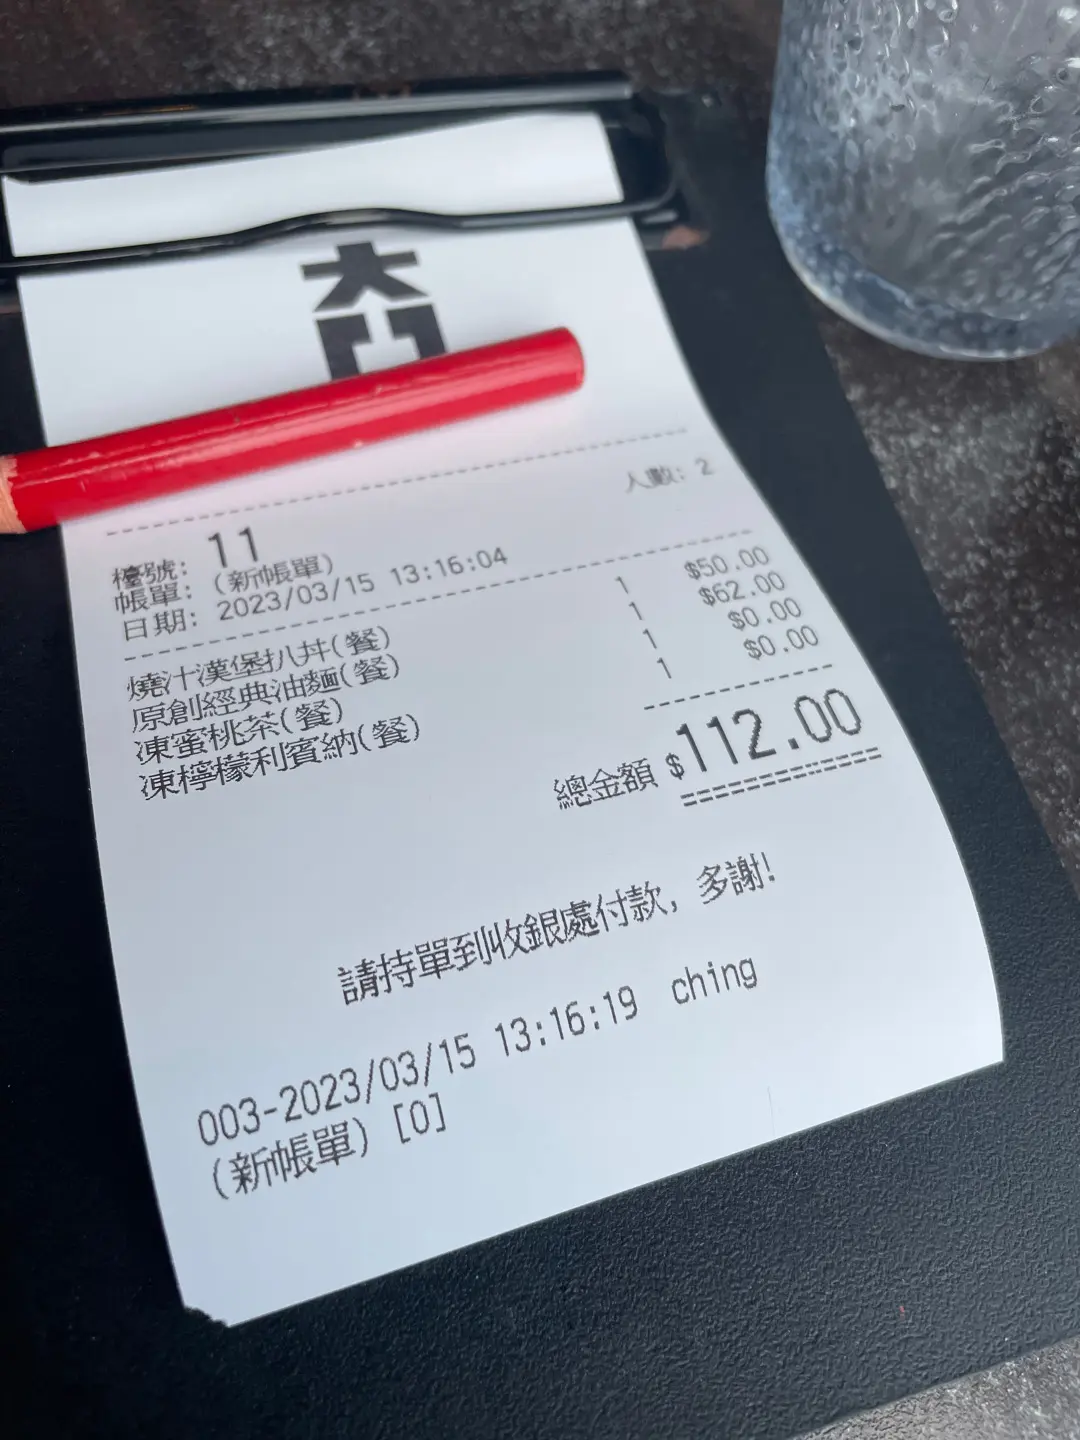 大
人數: 2
檯號: 11
帳單: (新帳單)
日期: 2023/03/15 13:16:04
燒汁漢堡扒丼(餐) 1 $50.00
原創經典油麵(餐) 1 $62.00
凍蜜桃茶(餐) 1 $0.00
凍檸檬利賓納(餐) 1 $0.00
總金額 $112.00
請持單到收銀處付款, 多謝!
003-2023/03/15 13:16:19 ching
(新帳單) [0]